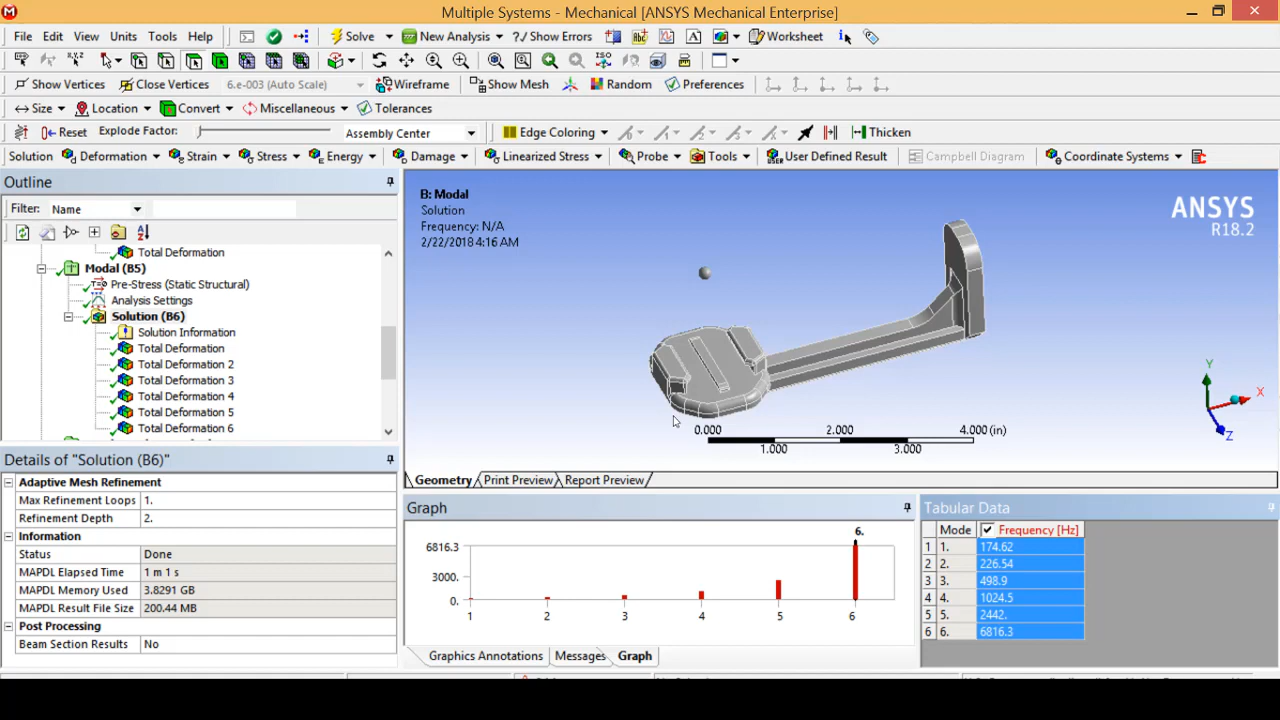 Multiple Systems - Mechanical [ANSYS Mechanical Enterprise]
File Edit View Units Tools Help Solve New Analysis ?/ Show Errors Worksheet
Show Vertices Close Vertices 6.e-003 (Auto Scale) Wireframe Show Mesh Random Preferences
Size Location Convert Miscellaneous Tolerances
Reset Explode Factor: Assembly Center Edge Coloring Thicken
Solution Deformation Strain Stress Energy Damage Linearized Stress Probe Tools User Defined Result Campbell Diagram Coordinate Systems
Outline
Filter: Name
Total Deformation
Modal (B5)
Pre-Stress (Static Structural)
Analysis Settings
Solution (B6)
Solution Information
Total Deformation
Total Deformation 2
Total Deformation 3
Total Deformation 4
Total Deformation 5
Total Deformation 6
Details of "Solution (B6)"
Adaptive Mesh Refinement
Max Refinement Loops 1.
Refinement Depth 2.
Information
Status Done
MAPDL Elapsed Time 1 m 1 s
MAPDL Memory Used 3.8291 GB
MAPDL Result File Size 200.44 MB
Post Processing
Beam Section Results No
B: Modal
Solution
Frequency: N/A
2/22/2018 4:16 AM
ANSYS
R18.2
Y
X
Z
0.000 2.000 4.000 (in)
1.000 3.000
Geometry Print Preview Report Preview
Graph
6.
6816.3
3000.
0.
1 2 3 4 5 6
Graphics Annotations Messages Graph
Tabular Data
Mode Frequency [Hz]
1 1. 174.62
2 2. 226.54
3 3. 498.9
4 4. 1024.5
5 5. 2442.
6 6. 6816.3